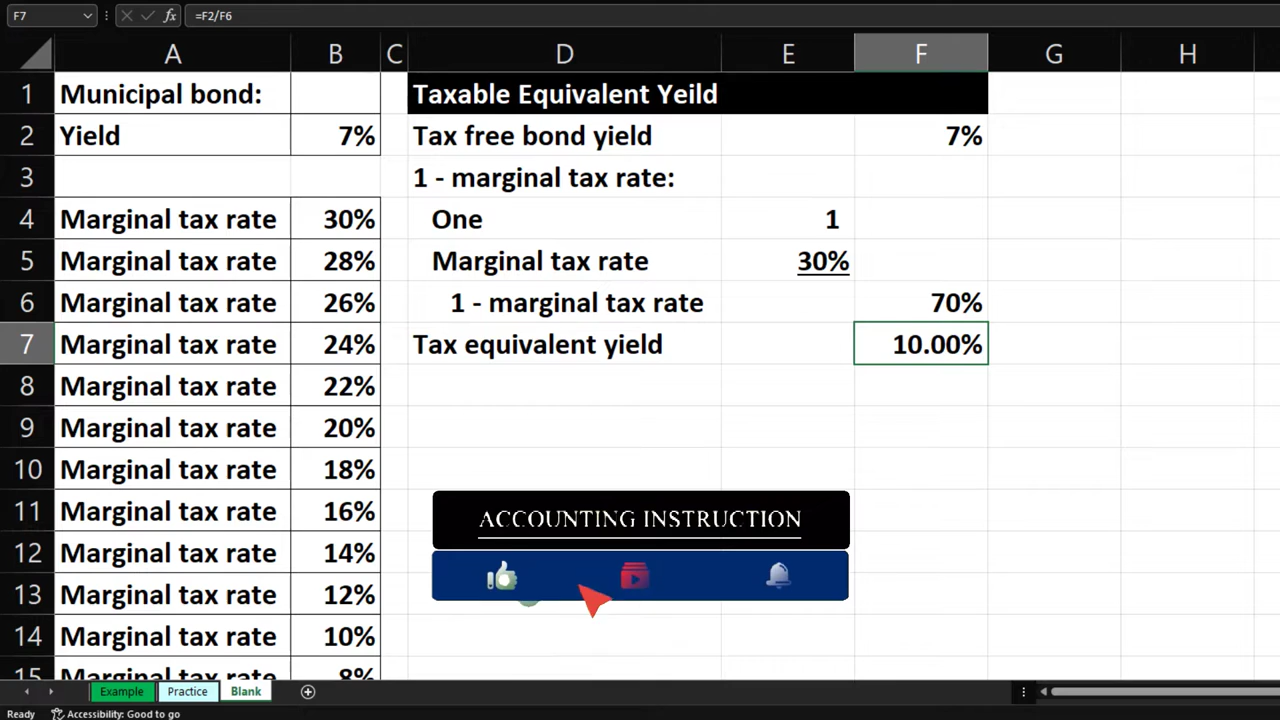 F7 fx =F2/F6
A B C D E F G H
1 Municipal bond: Taxable Equivalent Yeild
2 Yield 7% Tax free bond yield 7%
3 1 - marginal tax rate:
4 Marginal tax rate 30% One 1
5 Marginal tax rate 28% Marginal tax rate 30%
6 Marginal tax rate 26% 1 - marginal tax rate 70%
7 Marginal tax rate 24% Tax equivalent yield 10.00%
8 Marginal tax rate 22%
9 Marginal tax rate 20%
10 Marginal tax rate 18%
11 Marginal tax rate 16%
ACCOUNTING INSTRUCTION
12 Marginal tax rate 14%
13 Marginal tax rate 12%
14 Marginal tax rate 10%
15 Marginal tax rate 8%
Example Practice Blank
Ready Accessibility: Good to go